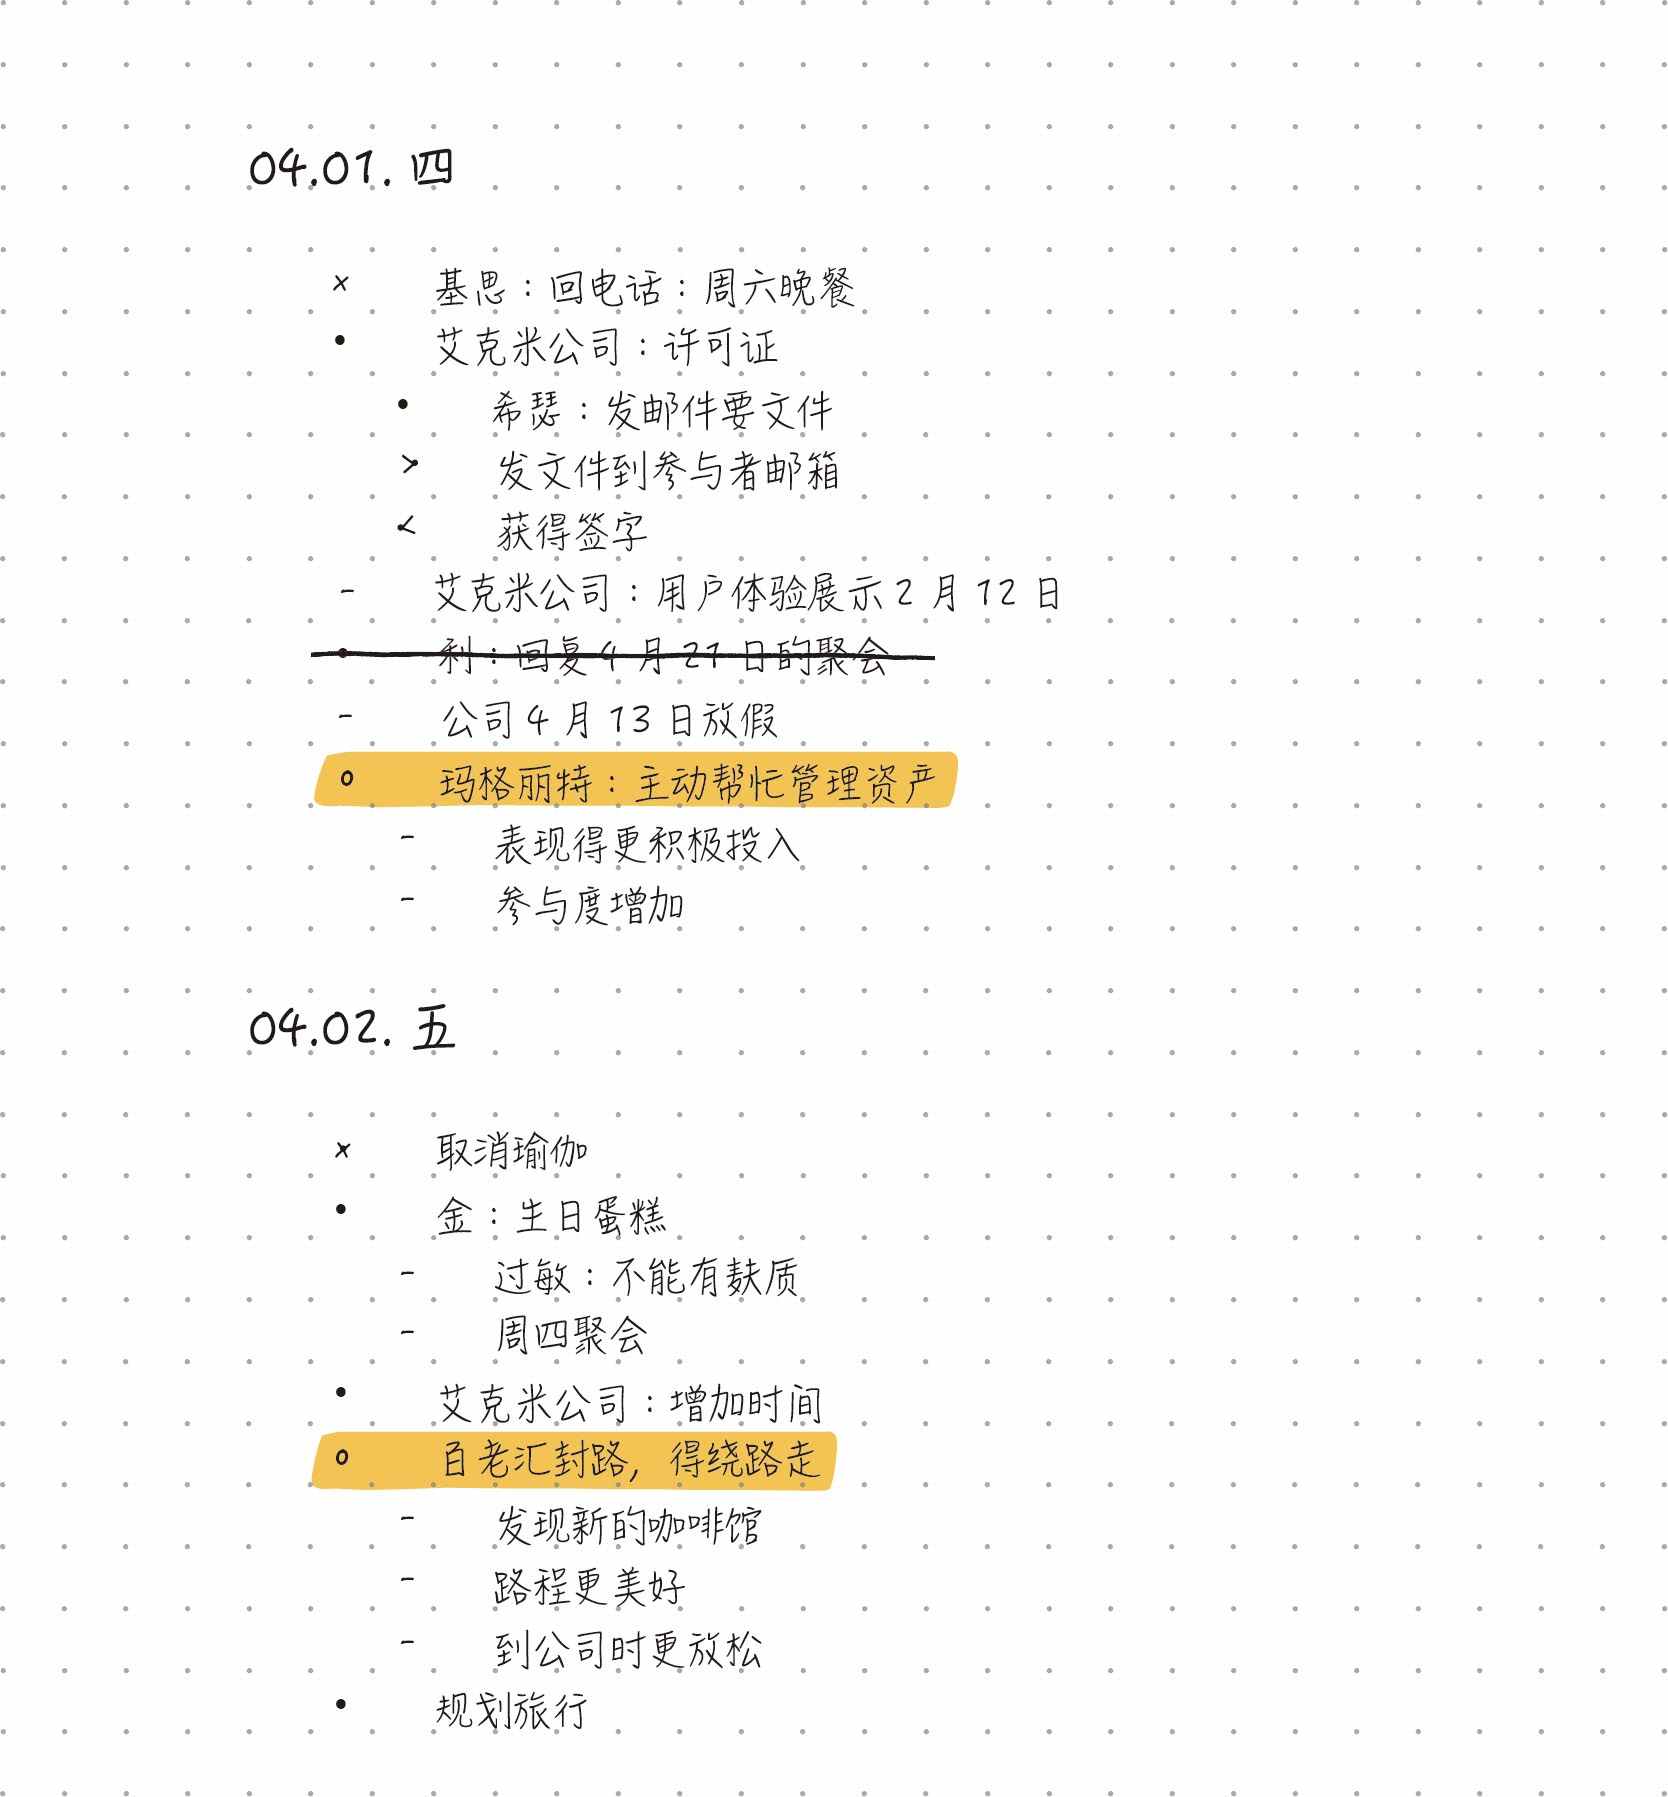 04.01. 四
× 基思：回电话：周六晚餐
• 艾克米公司：许可证
• 希瑟：发邮件要文件
> 发文件到参与者邮箱
< 获得签字
- 艾克米公司：用户体验展示2月12日
• 利：回复4月21日的聚会
- 公司4月13日放假
o 玛格丽特：主动帮忙管理资产
- 表现得更积极投入
- 参与度增加
04.02. 五
× 取消瑜伽
• 金：生日蛋糕
- 过敏：不能有麸质
- 周四聚会
• 艾克米公司：增加时间
o 百老汇封路，得绕路走
- 发现新的咖啡馆
- 路程更美好
- 到公司时更放松
• 规划旅行